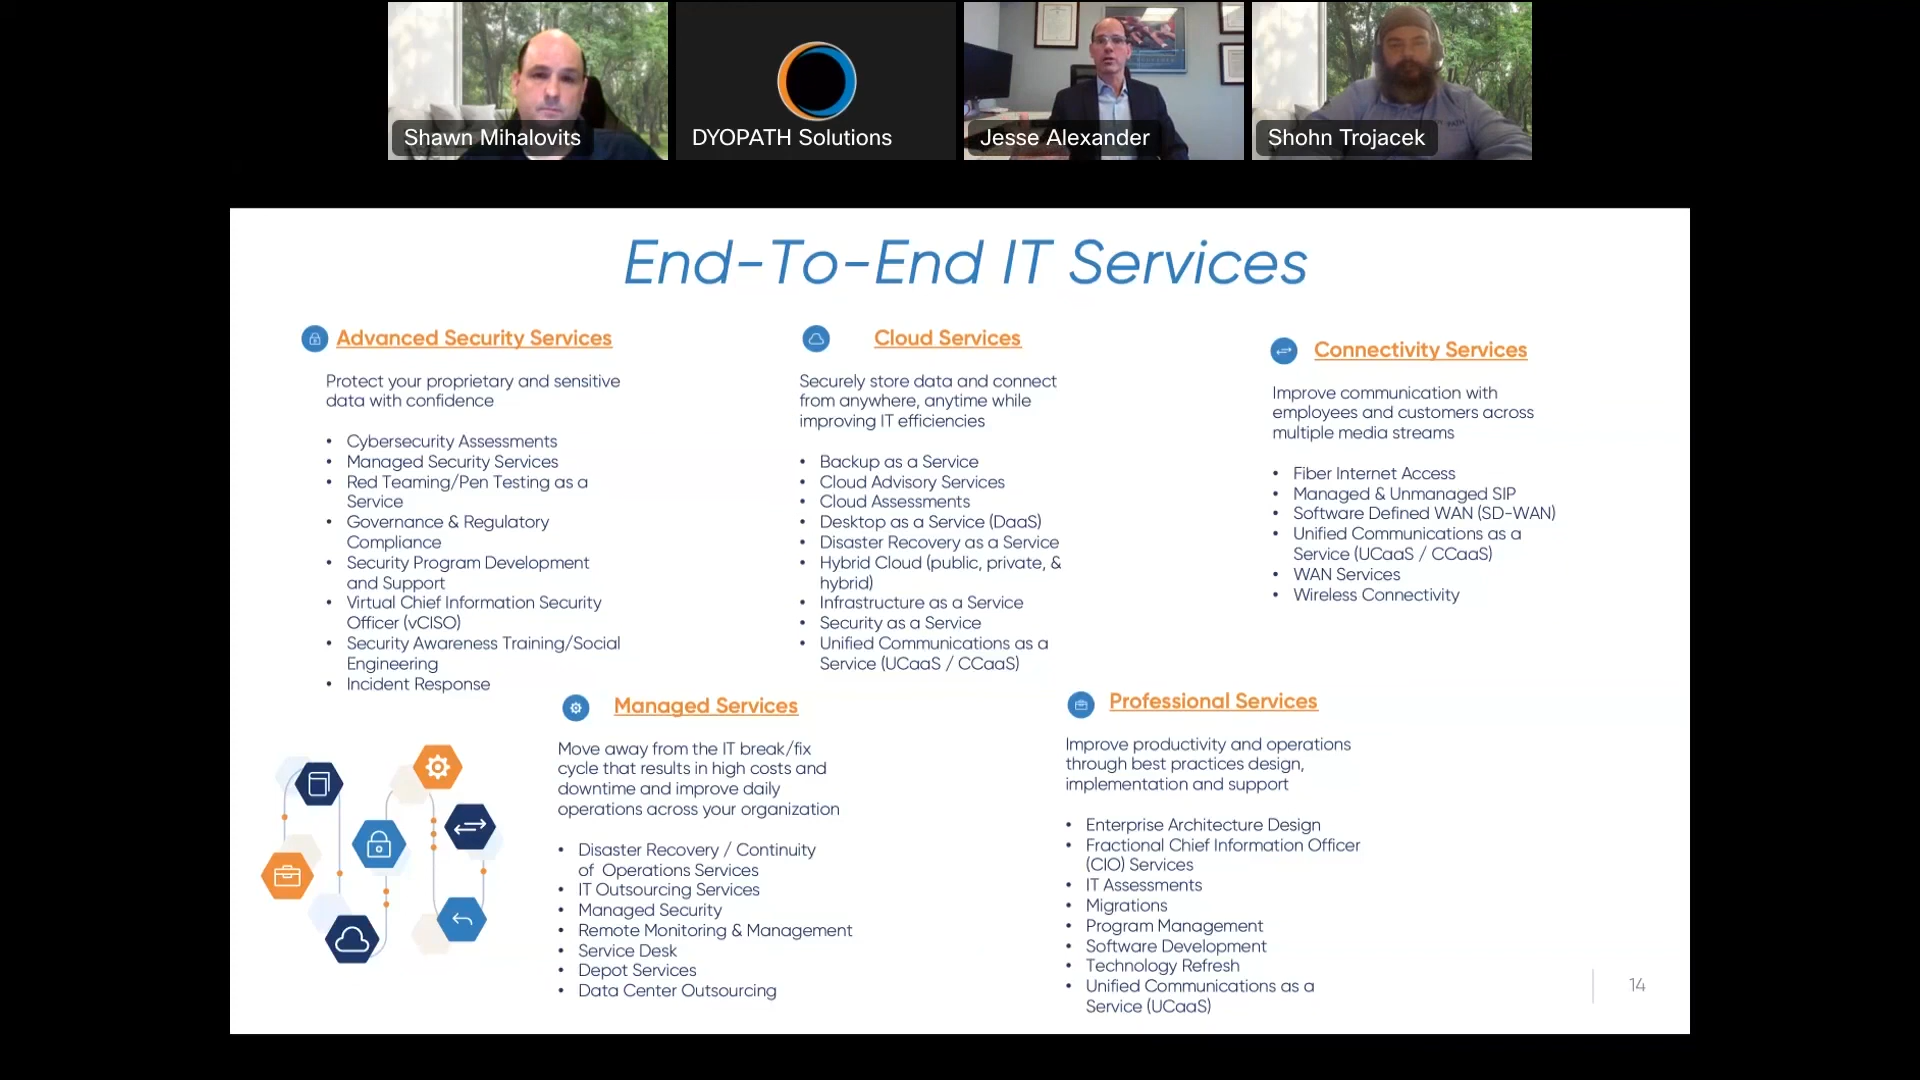 Shawn Mihalovits
DYOPATH Solutions
Jesse Alexander
Shohn Trojacek
End-To-End IT Services
Advanced Security Services
Protect your proprietary and sensitive
data with confidence
• Cybersecurity Assessments
• Managed Security Services
• Red Teaming/Pen Testing as a
Service
• Governance & Regulatory
Compliance
• Security Program Development
and Support
• Virtual Chief Information Security
Officer (vCISO)
• Security Awareness Training/Social
Engineering
• Incident Response
Cloud Services
Securely store data and connect
from anywhere, anytime while
improving IT efficiencies
• Backup as a Service
• Cloud Advisory Services
• Cloud Assessments
• Desktop as a Service (DaaS)
• Disaster Recovery as a Service
• Hybrid Cloud (public, private, &
hybrid)
• Infrastructure as a Service
• Security as a Service
• Unified Communications as a
Service (UCaaS / CCaaS)
Connectivity Services
Improve communication with
employees and customers across
multiple media streams
• Fiber Internet Access
• Managed & Unmanaged SIP
• Software Defined WAN (SD-WAN)
• Unified Communications as a
Service (UCaaS / CCaaS)
• WAN Services
• Wireless Connectivity
Managed Services
Move away from the IT break/fix
cycle that results in high costs and
downtime and improve daily
operations across your organization
• Disaster Recovery / Continuity
of Operations Services
• IT Outsourcing Services
• Managed Security
• Remote Monitoring & Management
• Service Desk
• Depot Services
• Data Center Outsourcing
Professional Services
Improve productivity and operations
through best practices design,
implementation and support
• Enterprise Architecture Design
• Fractional Chief Information Officer
(CIO) Services
• IT Assessments
• Migrations
• Program Management
• Software Development
• Technology Refresh
• Unified Communications as a
Service (UCaaS)
14